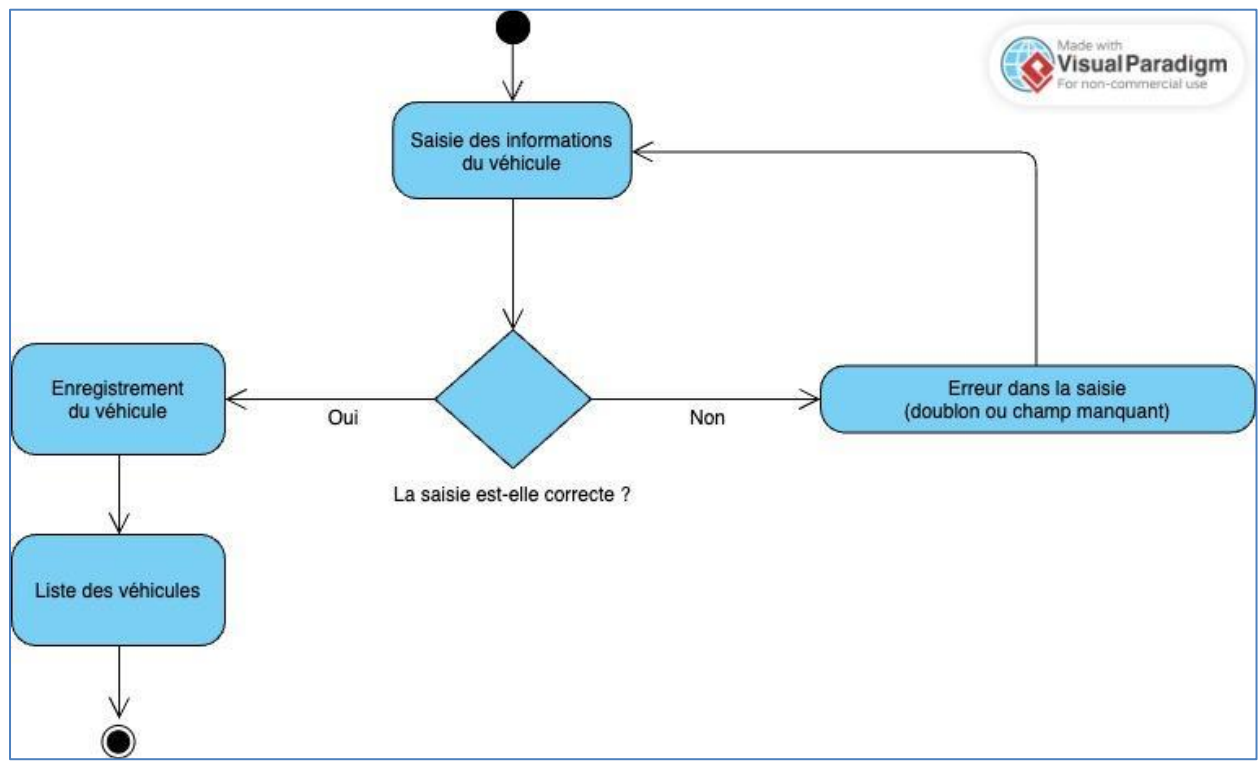 Made with
Visual Paradigm
For non-commercial use
Saisie des informations
du véhicule
Enregistrement
du véhicule
Oui
Non
Erreur dans la saisie
(doublon ou champ manquant)
La saisie est-elle correcte ?
Liste des véhicules